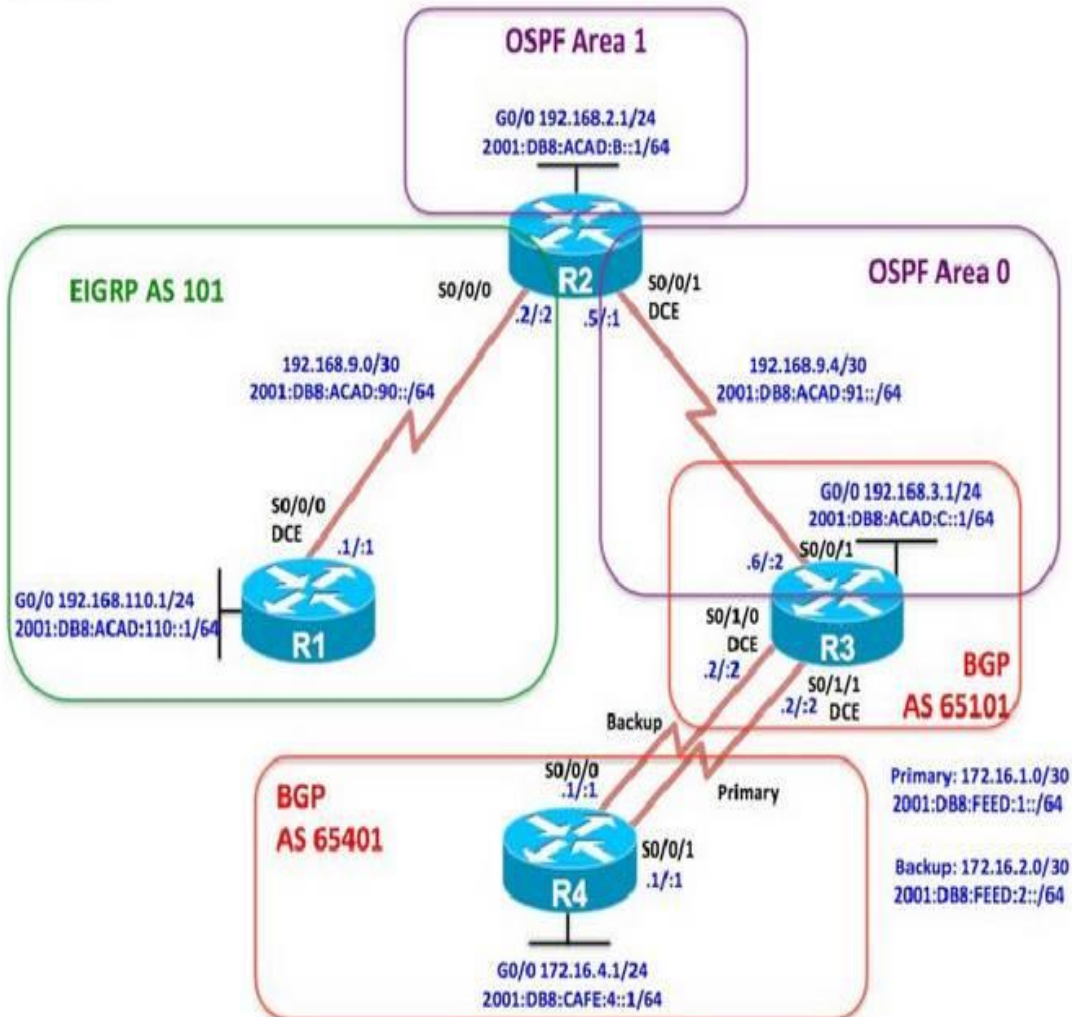 OSPF Area 1
G0/0 192.168.2.1/24
2001:DB8:ACAD:B::1/64
R2
EIGRP AS 101
S0/0/0
.2/:2
.5/:1
S0/0/1
DCE
OSPF Area 0
192.168.9.0/30
2001:DB8:ACAD:90::/64
192.168.9.4/30
2001:DB8:ACAD:91::/64
S0/0/0
DCE
.1/:1
G0/0 192.168.110.1/24
2001:DB8:ACAD:110::1/64
R1
G0/0 192.168.3.1/24
2001:DB8:ACAD:C::1/64
S0/0/1
.6/:2
R3
S0/1/0
DCE
.2/:2
S0/1/1
DCE
.2/:2
BGP
AS 65101
Backup
Primary
BGP
AS 65401
S0/0/0
.1/:1
S0/0/1
.1/:1
R4
G0/0 172.16.4.1/24
2001:DB8:CAFE:4::1/64
Primary: 172.16.1.0/30
2001:DB8:FEED:1::/64
Backup: 172.16.2.0/30
2001:DB8:FEED:2::/64